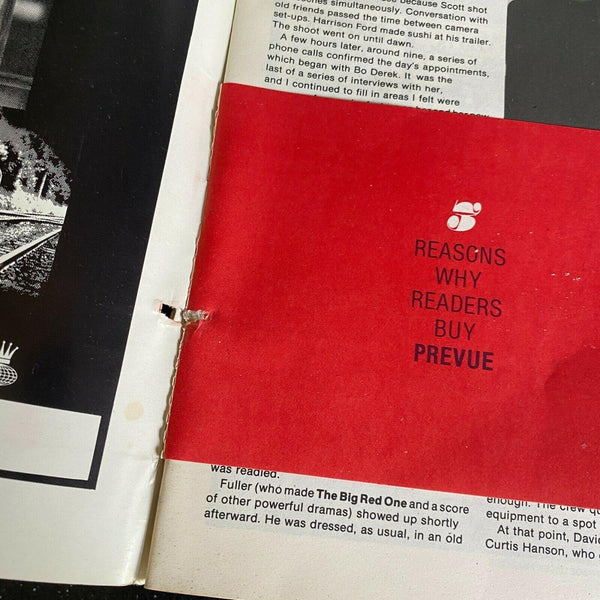 because Scott shot
simultaneously. Conversation with
old friends passed the time between camera
set-ups. Harrison Ford made sushi at his trailer.
The shoot went on until dawn.
A few hours later, around nine, a series of
phone calls confirmed the day's appointments,
which began with Bo Derek. It was the
last of a series of interviews with her,
and I continued to fill in areas I felt were
5
REASONS
WHY
READERS
BUY
PREVUE
was readied.
Fuller (who made The Big Red One and a score
of other powerful dramas) showed up shortly
afterward. He was dressed, as usual, in an old
enough. The crew
equipment to a spot
At that point, David
Curtis Hanson, who